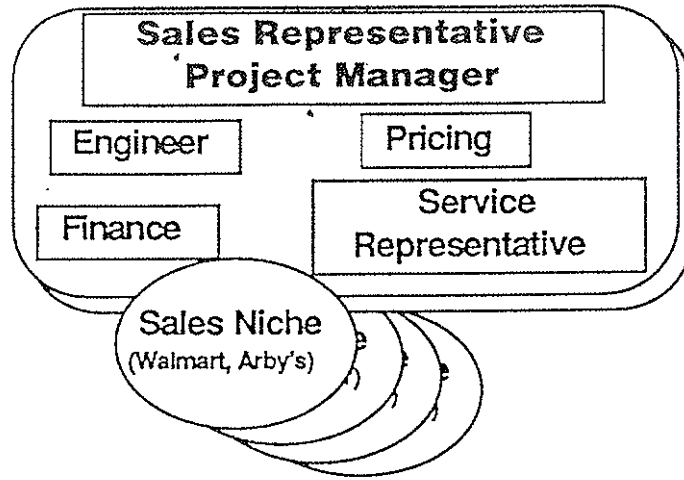 Sales Representative
Project Manager
Engineer
Pricing
Finance
Service
Representative
Sales Niche
(Walmart, Arby's)
e
)
e
)
e
)